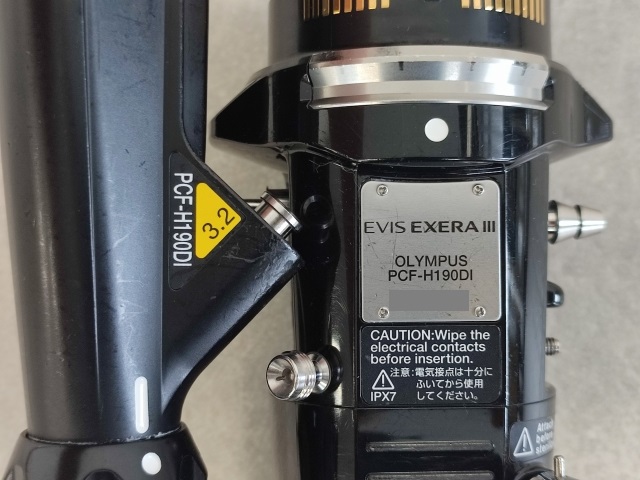 PCF-H190DI
3.2
EVIS EXERA III
OLYMPUS
PCF-H190DI
CAUTION:Wipe the
electrical contacts
before insertion.
注意:電気接点は十分に
ふいてから使用
してください。
IPX7
before